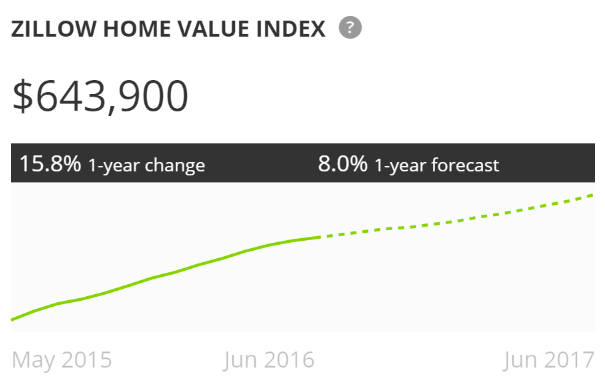 ZILLOW HOME VALUE INDEX ?
$643,900
15.8% 1-year change 8.0% 1-year forecast
May 2015 Jun 2016 Jun 2017